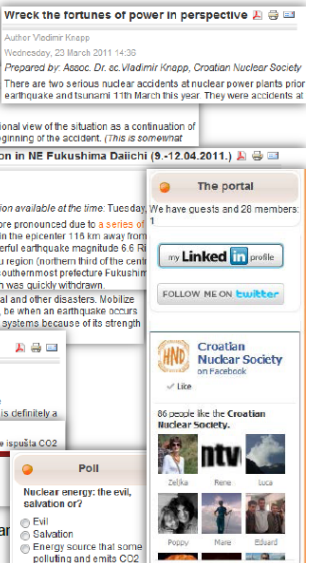 Wreck the fortunes of power in perspective
Author Vladimir Knapp
Wednesday, 23 March 2011 14:36
Prepared by: Assoc. Dr. sc. Vladimir Knapp, Croatian Nuclear Society
There are two serious nuclear accidents at nuclear power plants prior
earthquake and tsunami 11th March this year. They were accidents at
ional view of the situation as a continuation of
ginning of the accident. (This is somewhat
on in NE Fukushima Daiichi (9.-12.04.2011.)
ion available at the time: Tuesday,
ore pronounced due to a series of
in the epicenter 116 km away from
erful earthquake magnitude 6.6 Ri
u region (northern third of the cent
southernmost prefecture Fukushim
n was quickly withdrawn.
al and other disasters. Mobilize
, be when an earthquake occurs
systems because of its strength
is definitely a
e ispušta CO2
The portal
We have guests and 28 members:
1
my Linked in profile
FOLLOW ME ON twitter
HND
Croatian
Nuclear Society
on Facebook
Like
86 people like the Croatian
Nuclear Society.
ntv
Zeljka Rene Luca
Poppy Mare Eduard
Poll
Nuclear energy: the evil,
salvation or?
Evil
Salvation
Energy source that some
polluting and emits CO2
ar